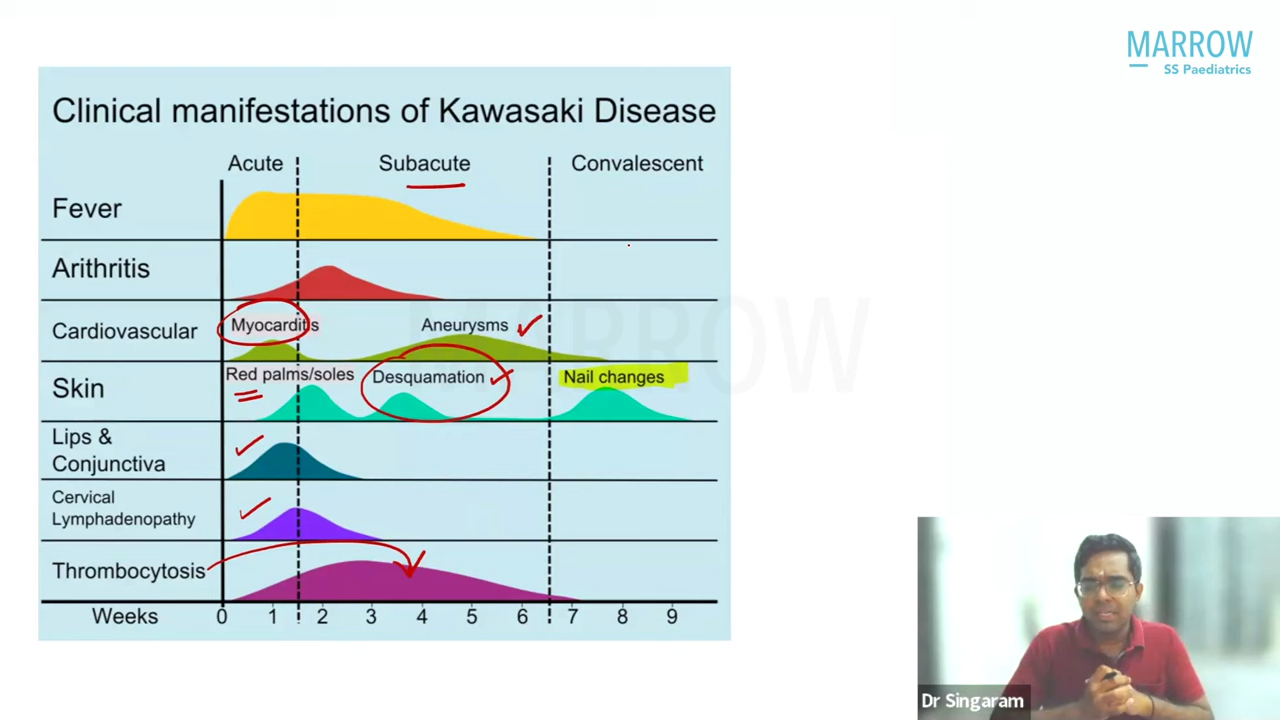 MARROW
SS Paediatrics
Clinical manifestations of Kawasaki Disease
Acute Subacute Convalescent
Fever
Arithritis
Cardiovascular Myocarditis Aneurysms
Skin Red palms/soles Desquamation Nail changes
Lips &
Conjunctiva
Cervical
Lymphadenopathy
Thrombocytosis
Weeks 0 1 2 3 4 5 6 7 8 9
MARROW
Dr Singaram